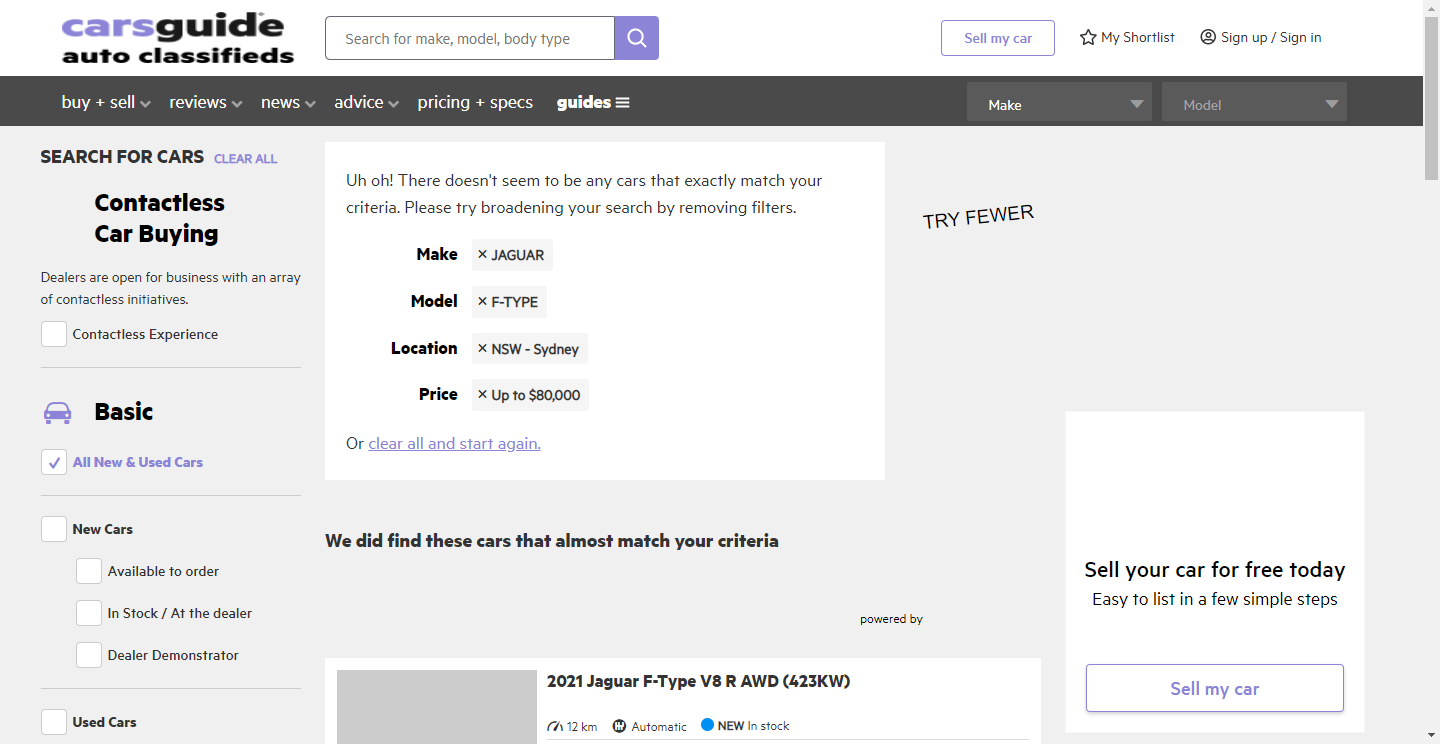 carsguide
auto classifieds
Search for make, model, body type
Sell my car
My Shortlist
Sign up / Sign in
buy + sell
reviews
news
advice
pricing + specs
guides
Make
Model
SEARCH FOR CARS CLEAR ALL
Contactless
Car Buying
Dealers are open for business with an array
of contactless initiatives.
Contactless Experience
Basic
All New & Used Cars
New Cars
Available to order
In Stock / At the dealer
Dealer Demonstrator
Used Cars
Uh oh! There doesn't seem to be any cars that exactly match your
criteria. Please try broadening your search by removing filters.
Make × JAGUAR
Model × F-TYPE
Location × NSW - Sydney
Price × Up to $80,000
Or clear all and start again.
TRY FEWER
We did find these cars that almost match your criteria
powered by
2021 Jaguar F-Type V8 R AWD (423KW)
12 km Automatic NEW In stock
Sell your car for free today
Easy to list in a few simple steps
Sell my car